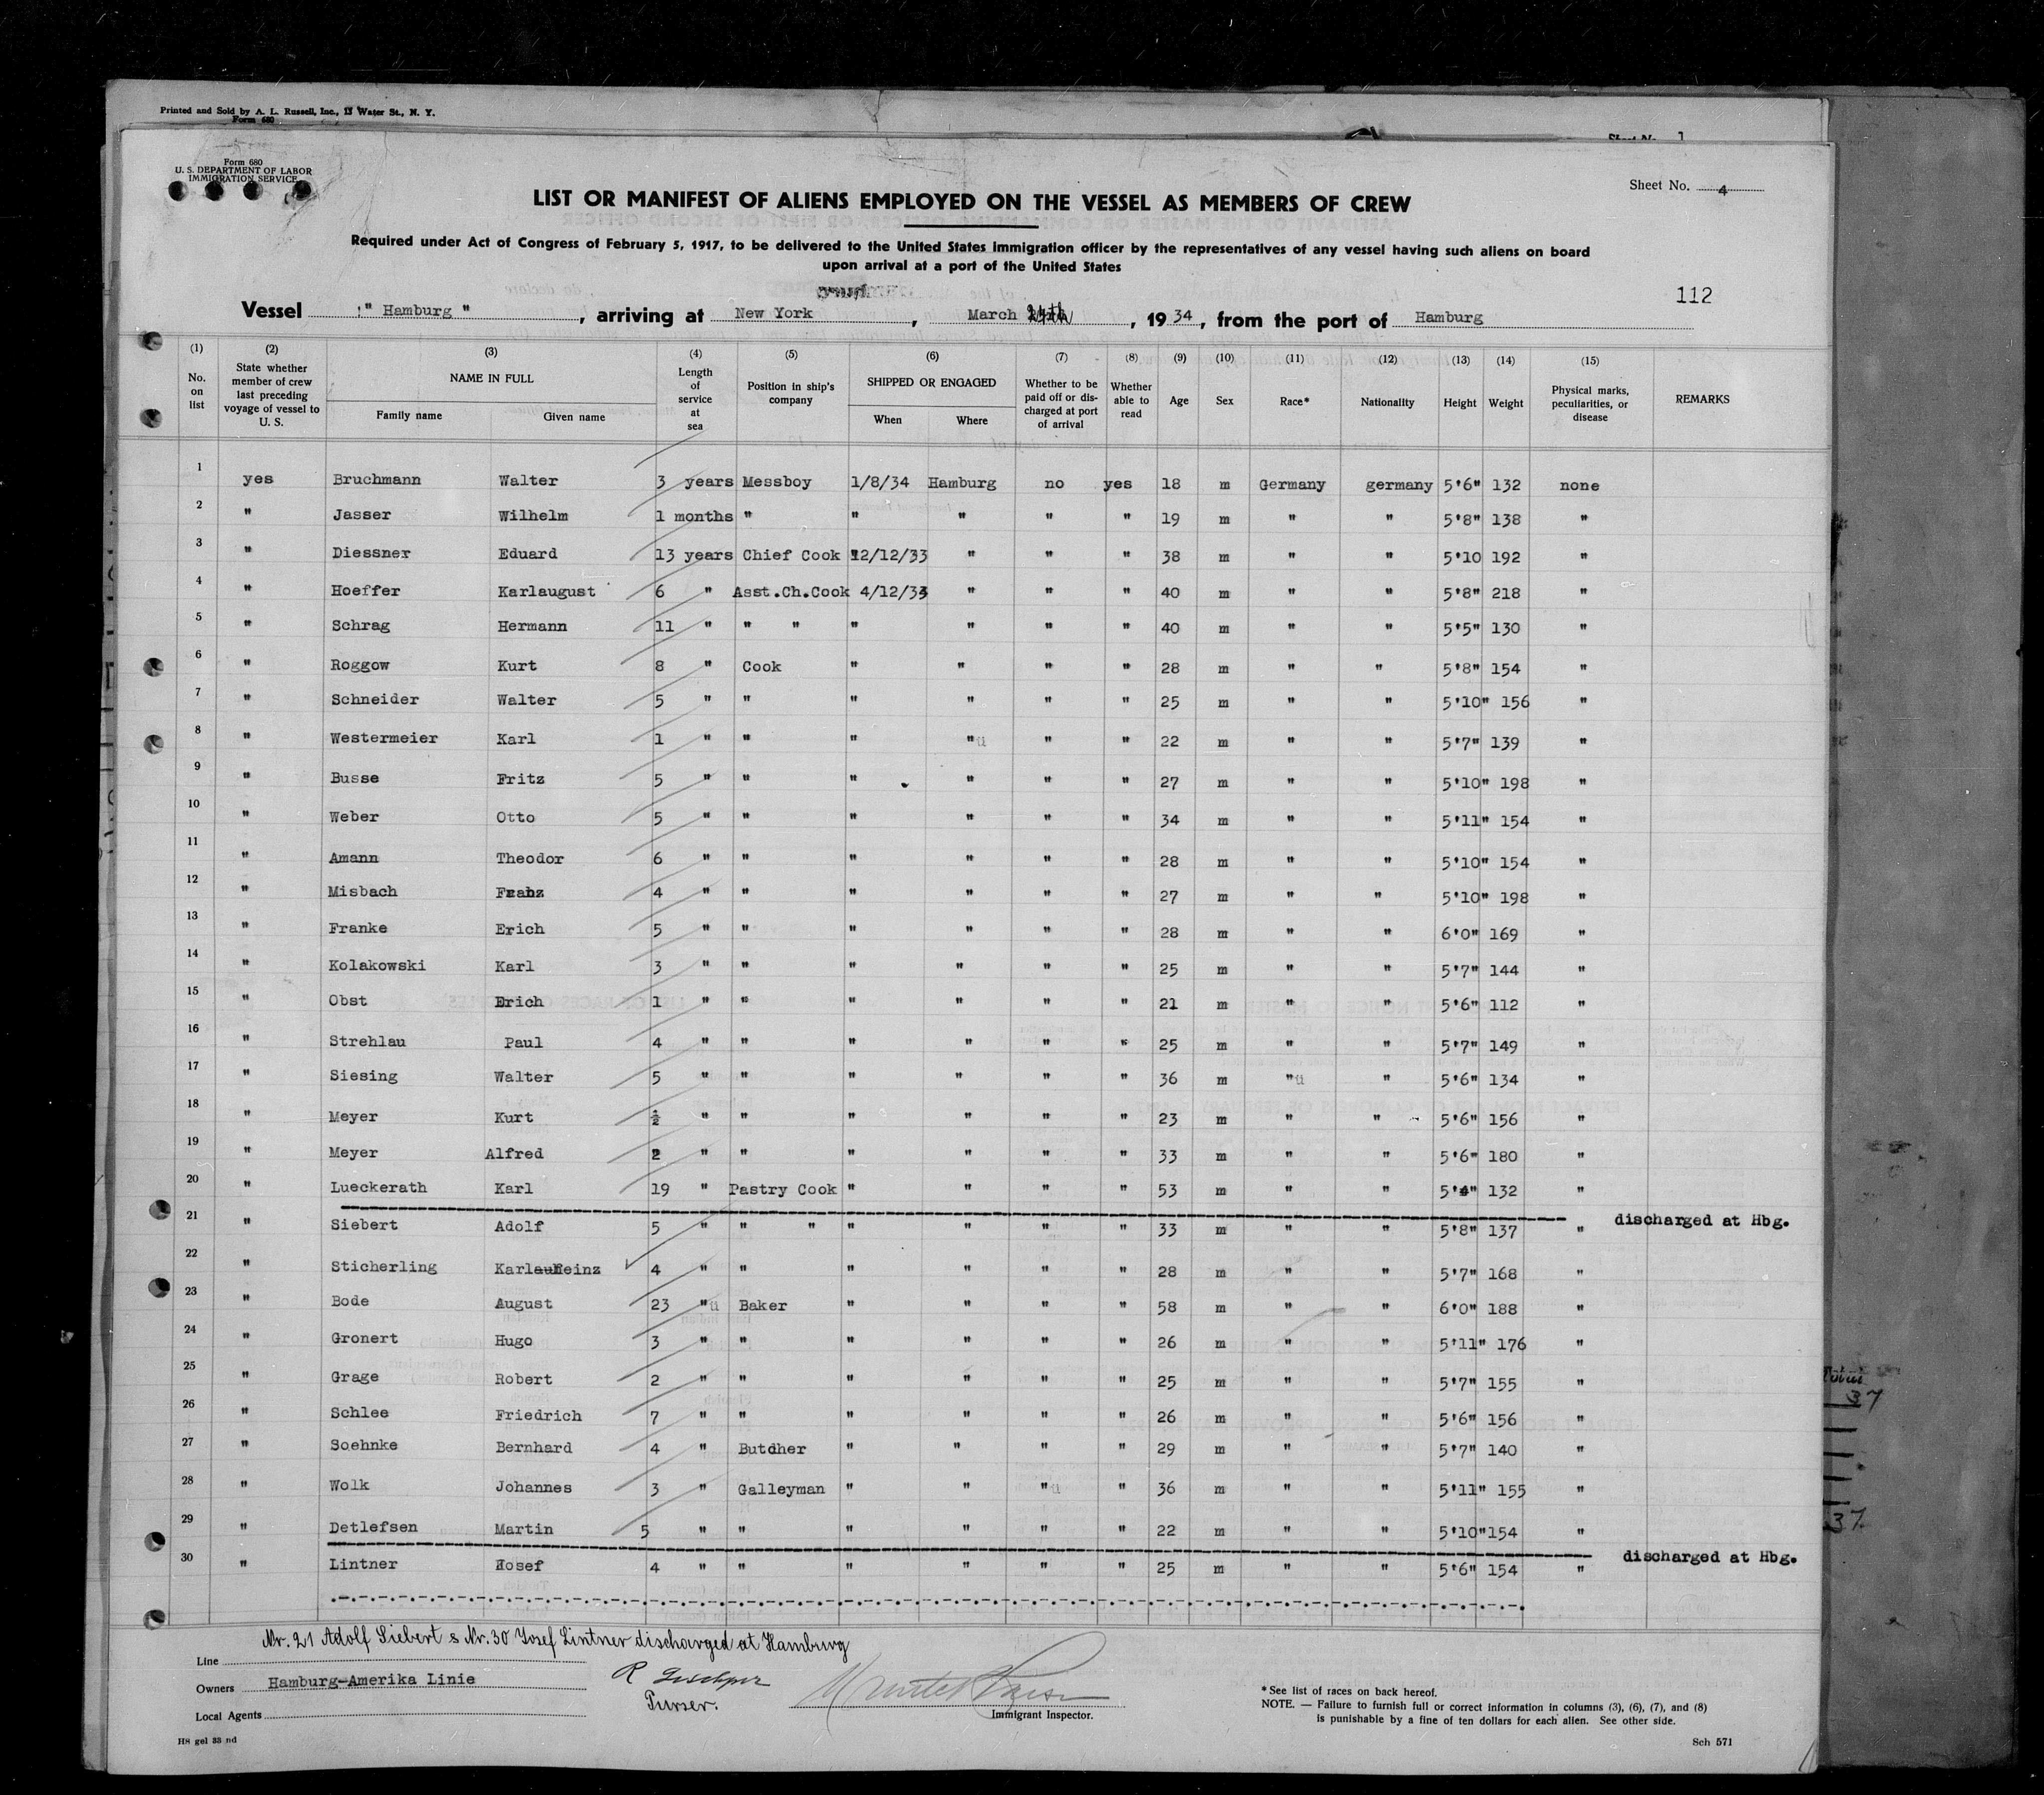 Printed and Sold by A. L. Russell, Inc., 13 Water St., N. Y.
Form 680
Sheet No. 1
Form 680
U. S. DEPARTMENT OF LABOR
IMMIGRATION SERVICE
Sheet No. 4
LIST OR MANIFEST OF ALIENS EMPLOYED ON THE VESSEL AS MEMBERS OF CREW
Required under Act of Congress of February 5, 1917, to be delivered to the United States Immigration officer by the representatives of any vessel having such aliens on board
upon arrival at a port of the United States
112
Vessel " Hamburg " , arriving at New York , March , 19 34 , from the port of Hamburg
(1) (2) (3) (4) (5) (6) (7) (8) (9) (10) (11) (12) (13) (14) (15)
No. on list
State whether member of crew last preceding voyage of vessel to U. S.
NAME IN FULL
Family name Given name
Length of service at sea
Position in ship's company
SHIPPED OR ENGAGED
When Where
Whether to be paid off or discharged at port of arrival
Whether able to read
Age Sex Race* Nationality Height Weight
Physical marks, peculiarities, or disease
REMARKS
1 yes Bruchmann Walter 3 years Messboy 1/8/34 Hamburg no yes 18 m Germany germany 5'6" 132 none
2 " Jasser Wilhelm 1 months " " " " " 19 m " " 5'8" 138 "
3 " Diessner Eduard 13 years Chief Cook 12/12/33 " " " 38 m " " 5'10 192 "
4 " Hoeffer Karlaugust 6 " Asst.Ch.Cook 4/12/33 " " " 40 m " " 5'8" 218 "
5 " Schrag Hermann 11 " " " " " " " 40 m " " 5'5" 130 "
6 " Roggow Kurt 8 " Cook " " " " 28 m " " 5'8" 154 "
7 " Schneider Walter 5 " " " " " " 25 m " " 5'10" 156 "
8 " Westermeier Karl 1 " " " " " " 22 m " " 5'7" 139 "
9 " Busse Fritz 5 " " " " " " 27 m " " 5'10" 198 "
10 " Weber Otto 5 " " " " " " 34 m " " 5'11" 154 "
11 " Amann Theodor 6 " " " " " " 28 m " " 5'10" 154 "
12 " Misbach Franz 4 " " " " " " 27 m " " 5'10" 198 "
13 " Franke Erich 5 " " " " " " 28 m " " 6'0" 169 "
14 " Kolakowski Karl 3 " " " " " " 25 m " " 5'7" 144 "
15 " Obst Erich 1 " " " " " " 21 m " " 5'6" 112 "
16 " Strehlau Paul 4 " " " " " " 25 m " " 5'7" 149 "
17 " Siesing Walter 5 " " " " " " 36 m " " 5'6" 134 "
18 " Meyer Kurt ½ " " " " " " 23 m " " 5'6" 156 "
19 " Meyer Alfred 2 " " " " " " 33 m " " 5'6" 180 "
20 " Lueckerath Karl 19 " Pastry Cook " " " " 53 m " " 5'4" 132 "
21 " Siebert Adolf 5 " " " " " " " 33 m " " 5'8" 137 " discharged at Hbg.
22 " Sticherling Karlheinz 4 " " " " " " 28 m " " 5'7" 168 "
23 " Bode August 23 " Baker " " " " 58 m " " 6'0" 188 "
24 " Gronert Hugo 3 " " " " " " 26 m " " 5'11" 176 "
25 " Grage Robert 2 " " " " " " 25 m " " 5'7" 155 "
26 " Schlee Friedrich 7 " " " " " " 26 m " " 5'6" 156 "
27 " Soehnke Bernhard 4 " Butcher " " " " 29 m " " 5'7" 140 "
28 " Wolk Johannes 3 " Galleyman " " " " 36 m " " 5'11" 155 "
29 " Detlefsen Martin 5 " " " " " " 22 m " " 5'10" 154 "
30 " Lintner Josef 4 " " " " " " 25 m " " 5'6" 154 " discharged at Hbg.
Nr. 21 Adolf Siebert & Nr. 30 Josef Lintner discharged at Hamburg
Line
Owners Hamburg-Amerika Linie
Local Agents
R
Purser.
Immigrant Inspector.
* See list of races on back hereof.
NOTE. — Failure to furnish full or correct information in columns (3), (6), (7), and (8)
is punishable by a fine of ten dollars for each alien. See other side.
HS gel 33 nd
Sch 571
37
37